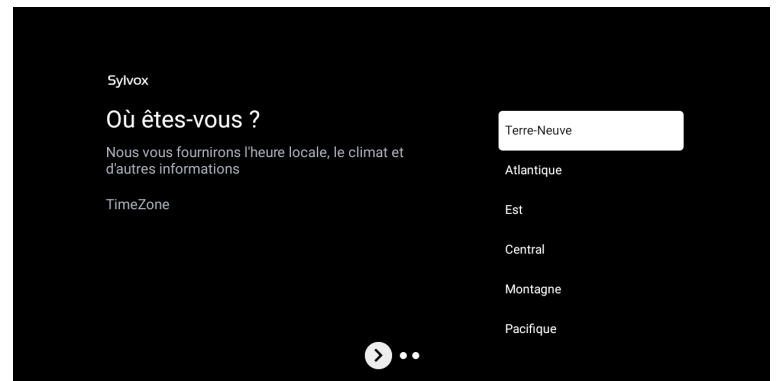 Sylvox
Où êtes-vous ?
Nous vous fournirons l'heure locale, le climat et
d'autres informations
TimeZone
Terre-Neuve
Atlantique
Est
Central
Montagne
Pacifique